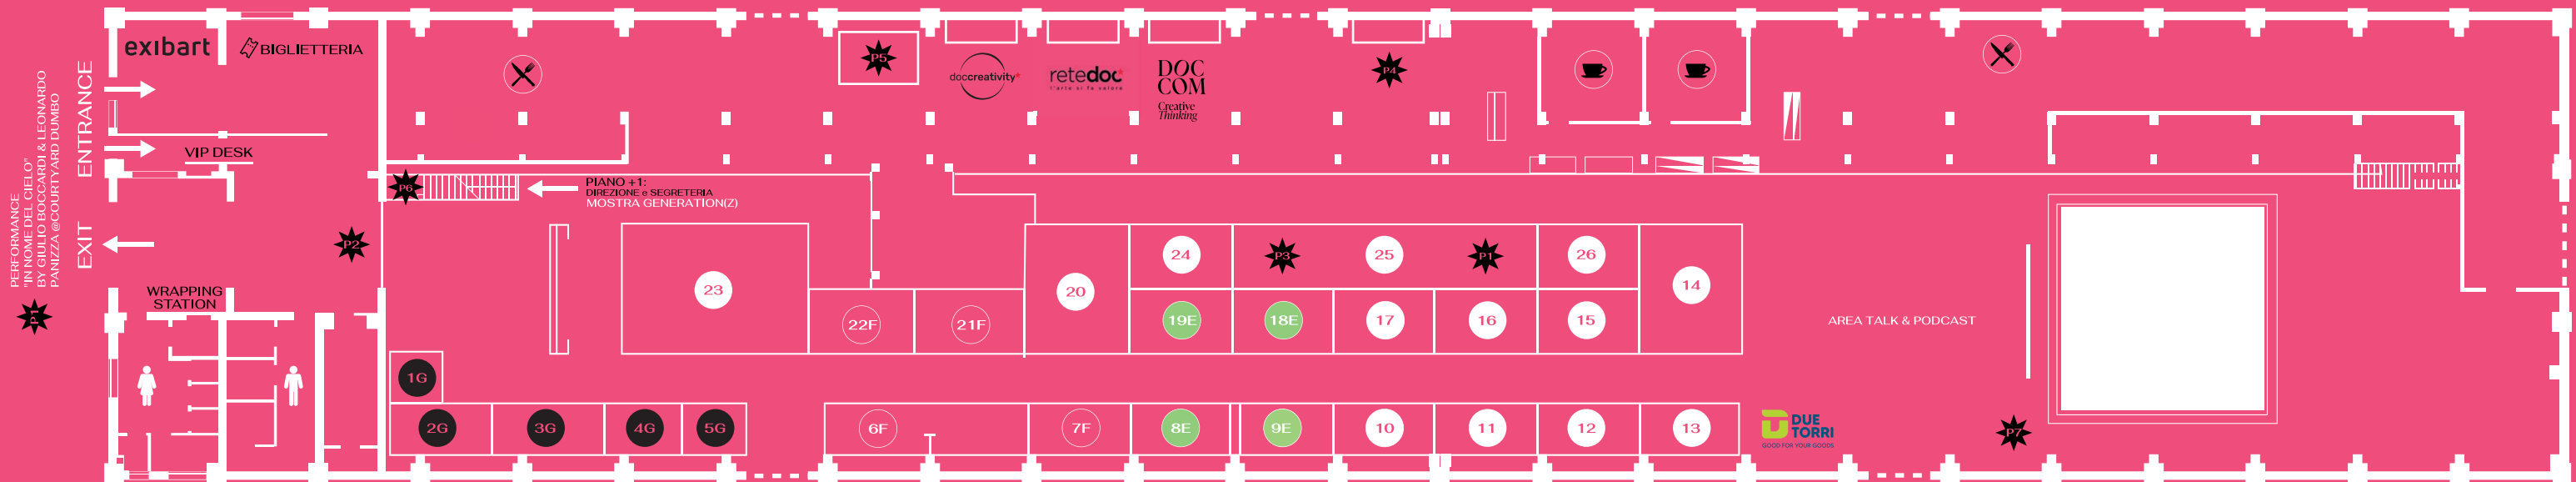 PERFORMANCE
"IN NOME DEL CIELO"
BY GIULIO BOCCARDI & LEONARDO
PANIZZA @COURTYARD DUMBO
P1
ENTRANCE
EXIT
exibart
BIGLIETTERIA
VIP DESK
P2
WRAPPING
STATION
P6
PIANO +1:
DIREZIONE e SEGRETERIA
MOSTRA GENERATION(Z)
P5
doccreativity*
retedoc*
l'arte si fa valore
DOC
COM
Creative
Thinking
P4
24
P3
25
P1
26
14
23
20
22F
21F
19E
18E
17
16
15
1G
2G
3G
4G
5G
6F
7F
8E
9E
10
11
12
13
DUE
TORRI
GOOD FOR YOUR GOODS
AREA TALK & PODCAST
P7